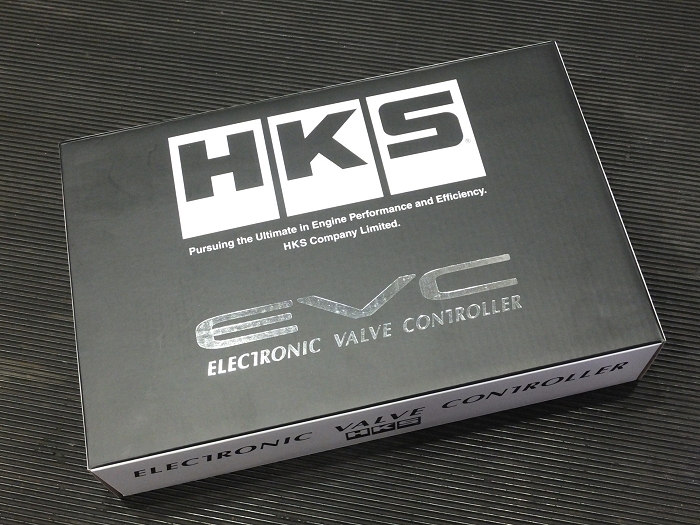 HKS
Pursuing the Ultimate in Engine Performance and Efficiency.
HKS Company Limited.
EVC
ELECTRONIC VALVE CONTROLLER
ELECTRONIC VALVE CONTROLLER
HKS